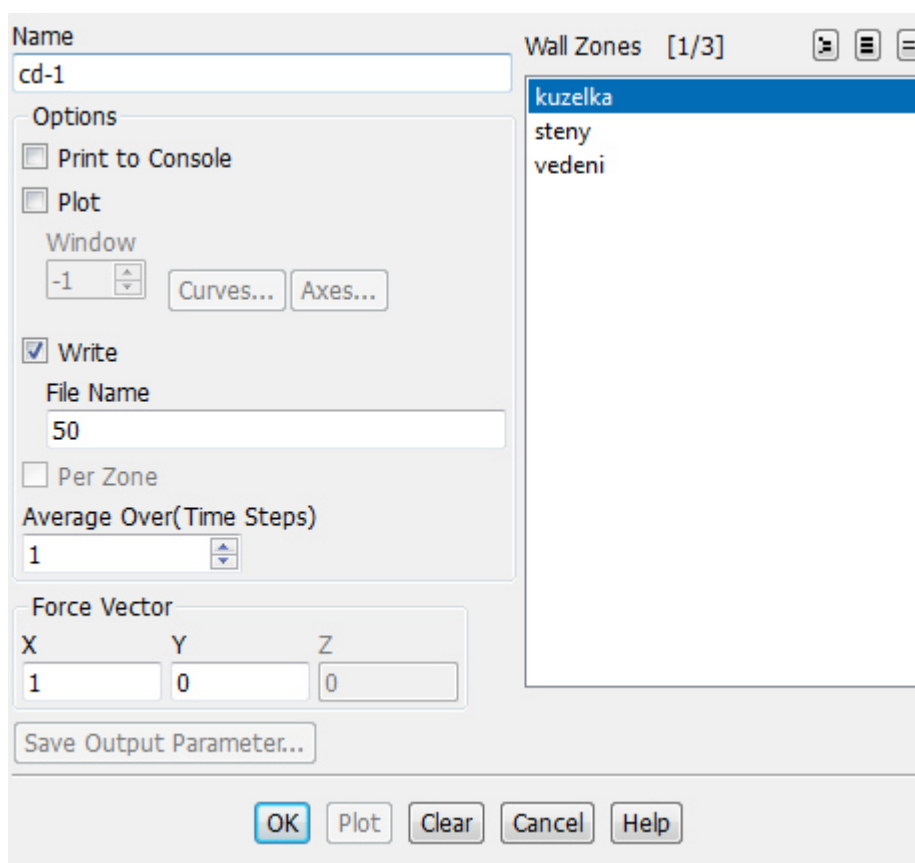 Name
cd-1
Options
Print to Console
Plot
Window
-1
Curves...
Axes...
Write
File Name
50
Per Zone
Average Over(Time Steps)
1
Force Vector
X Y Z
1 0 0
Save Output Parameter...
Wall Zones [1/3]
kuzelka
steny
vedeni
OK Plot Clear Cancel Help